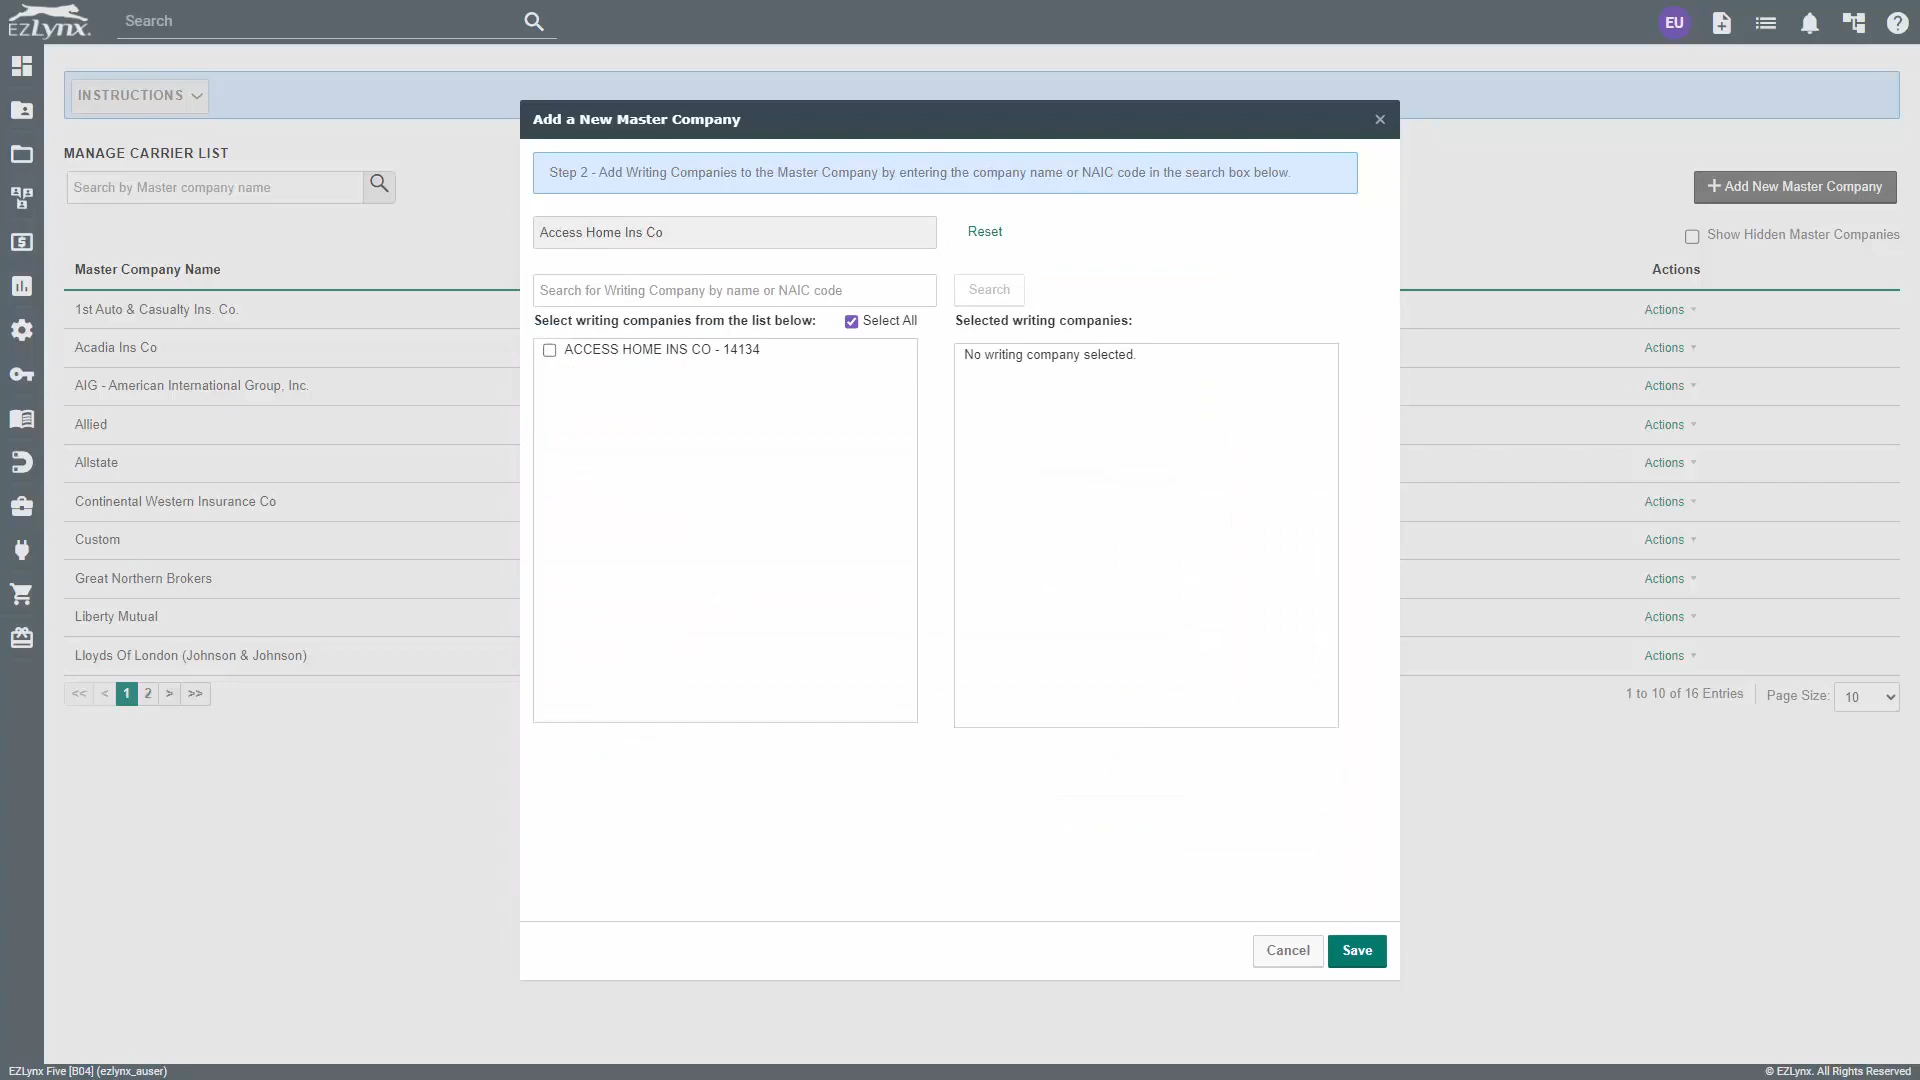 EZLynx
Search
EU
INSTRUCTIONS
MANAGE CARRIER LIST
Search by Master company name
+ Add New Master Company
Show Hidden Master Companies
Master Company Name
Actions
1st Auto & Casualty Ins. Co.
Actions
Acadia Ins Co
Actions
AIG - American International Group, Inc.
Actions
Allied
Actions
Allstate
Actions
Continental Western Insurance Co
Actions
Custom
Actions
Great Northern Brokers
Actions
Liberty Mutual
Actions
Lloyds Of London (Johnson & Johnson)
Actions
<< < 1 2 > >>
1 to 10 of 16 Entries
Page Size: 10
Add a New Master Company
×
Step 2 - Add Writing Companies to the Master Company by entering the company name or NAIC code in the search box below.
Access Home Ins Co
Reset
Search for Writing Company by name or NAIC code
Search
Select writing companies from the list below:
Select All
Selected writing companies:
ACCESS HOME INS CO - 14134
No writing company selected.
Cancel
Save
EZLynx Five [B04] (ezlynx_auser)
© EZLynx. All Rights Reserved